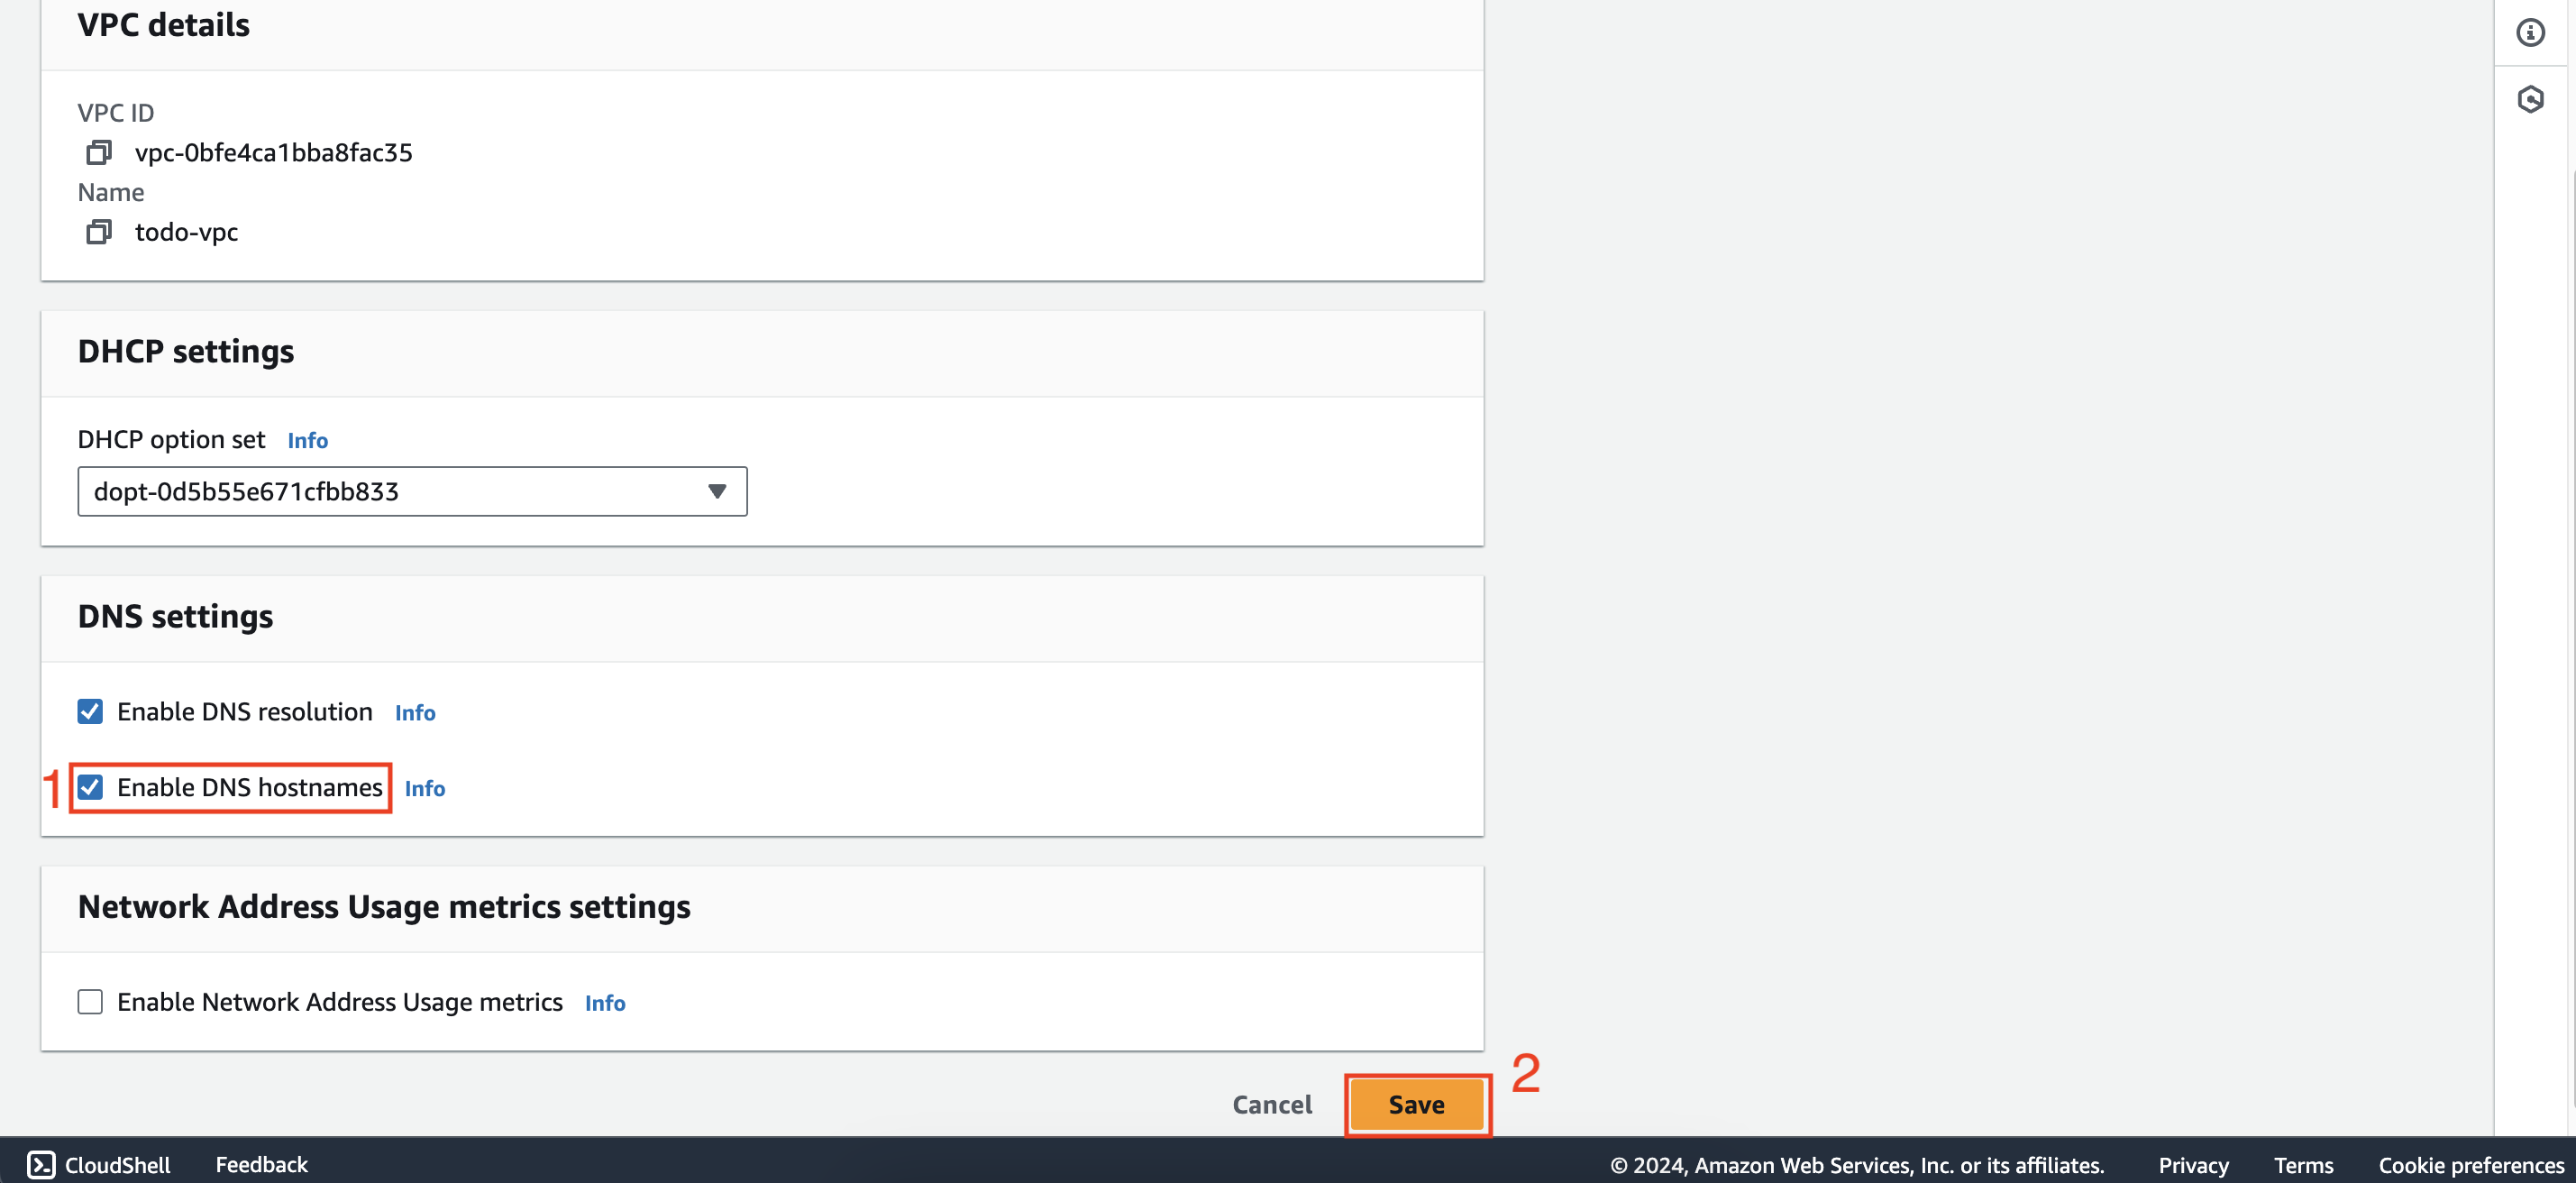 VPC details
VPC ID
vpc-0bfe4ca1bba8fac35
Name
todo-vpc
DHCP settings
DHCP option set Info
dopt-0d5b55e671cfbb833
DNS settings
Enable DNS resolution Info
1 Enable DNS hostnames Info
Network Address Usage metrics settings
Enable Network Address Usage metrics Info
Cancel Save 2
CloudShell Feedback © 2024, Amazon Web Services, Inc. or its affiliates. Privacy Terms Cookie preferences